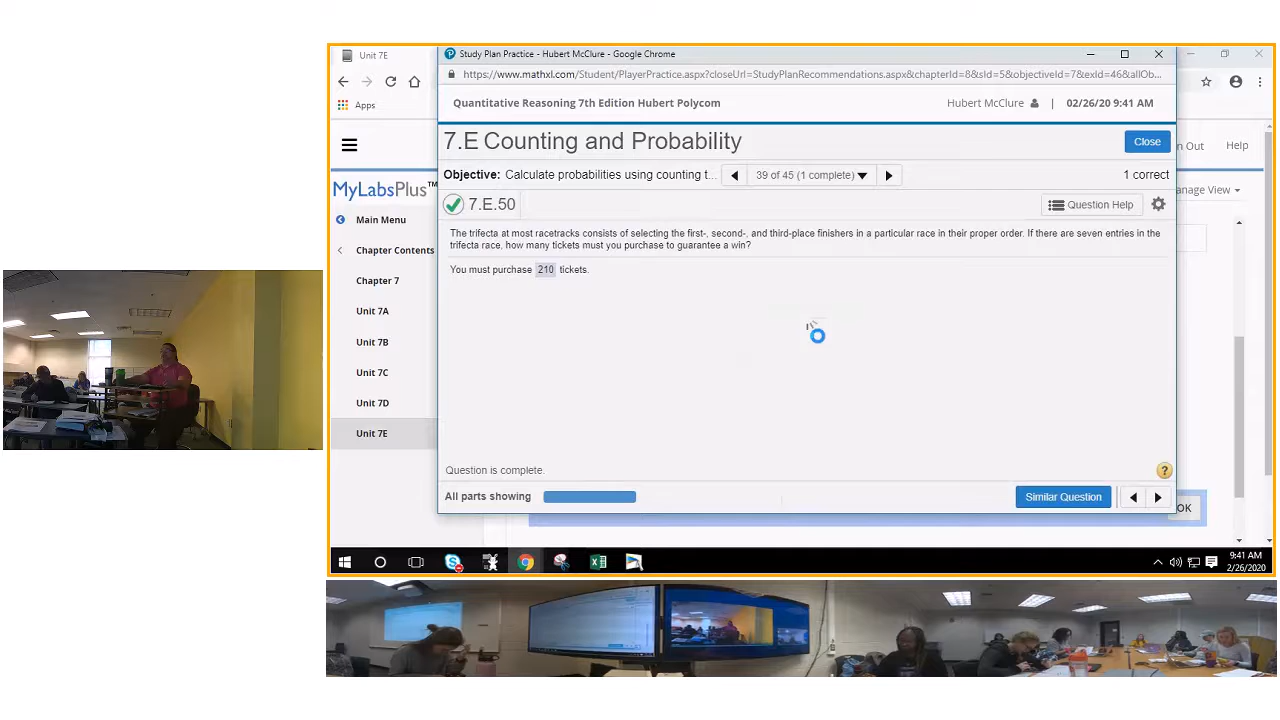 Unit 7E
Study Plan Practice - Hubert McClure - Google Chrome
https://www.mathxl.com/Student/PlayerPractice.aspx?closeUrl=StudyPlanRecommendations.aspx&chapterId=8&sId=5&objectiveId=7&exId=46&allOb...
Apps
Quantitative Reasoning 7th Edition Hubert Polycom
Hubert McClure | 02/26/20 9:41 AM
7.E Counting and Probability
Close
n Out
Help
Objective: Calculate probabilities using counting t...
39 of 45 (1 complete)
1 correct
MyLabsPlus™
anage View
7.E.50
Question Help
Main Menu
Chapter Contents
Chapter 7
Unit 7A
Unit 7B
Unit 7C
Unit 7D
Unit 7E
The trifecta at most racetracks consists of selecting the first-, second-, and third-place finishers in a particular race in their proper order. If there are seven entries in the
trifecta race, how many tickets must you purchase to guarantee a win?
You must purchase 210 tickets.
Question is complete.
?
All parts showing
Similar Question
OK
9:41 AM
2/26/2020